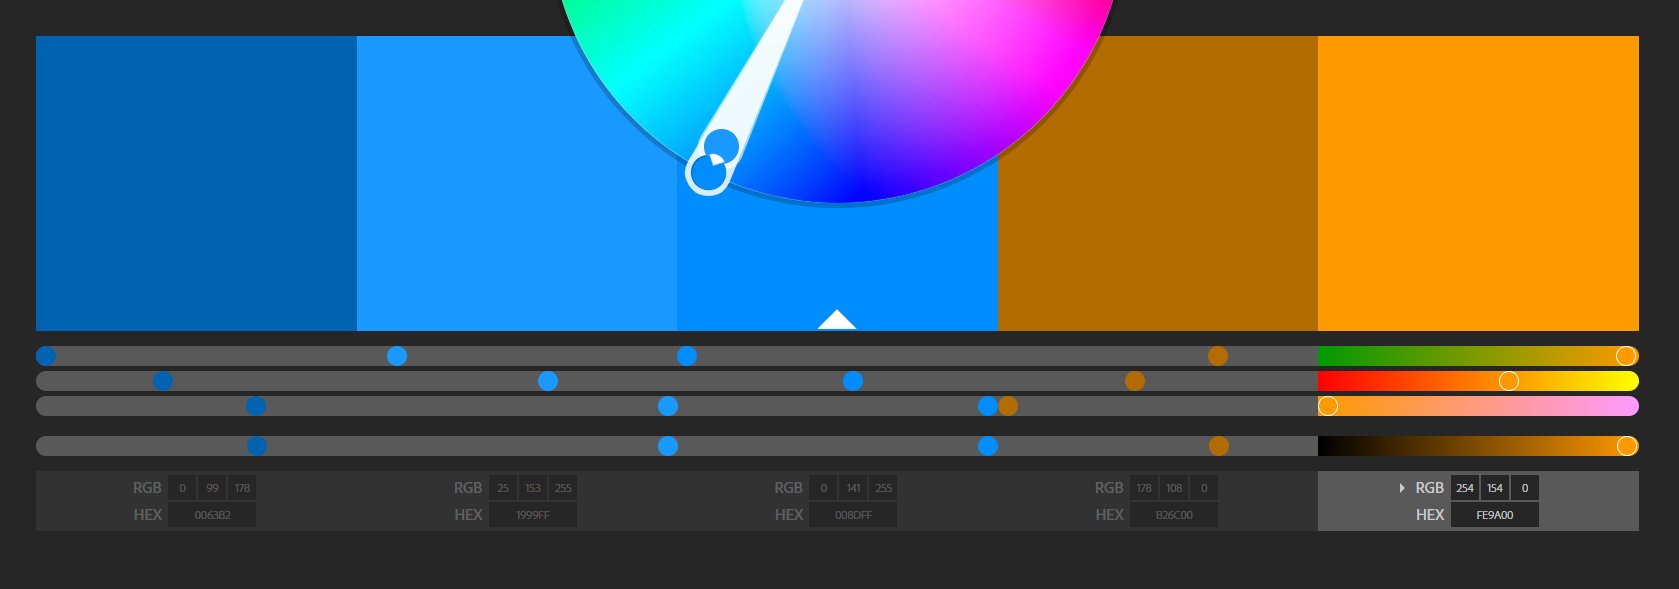 RGB 0 99 178
HEX 0063B2
RGB 25 153 255
HEX 1999FF
RGB 0 141 255
HEX 008DFF
RGB 178 108 0
HEX B26C00
RGB 254 154 0
HEX FE9A00